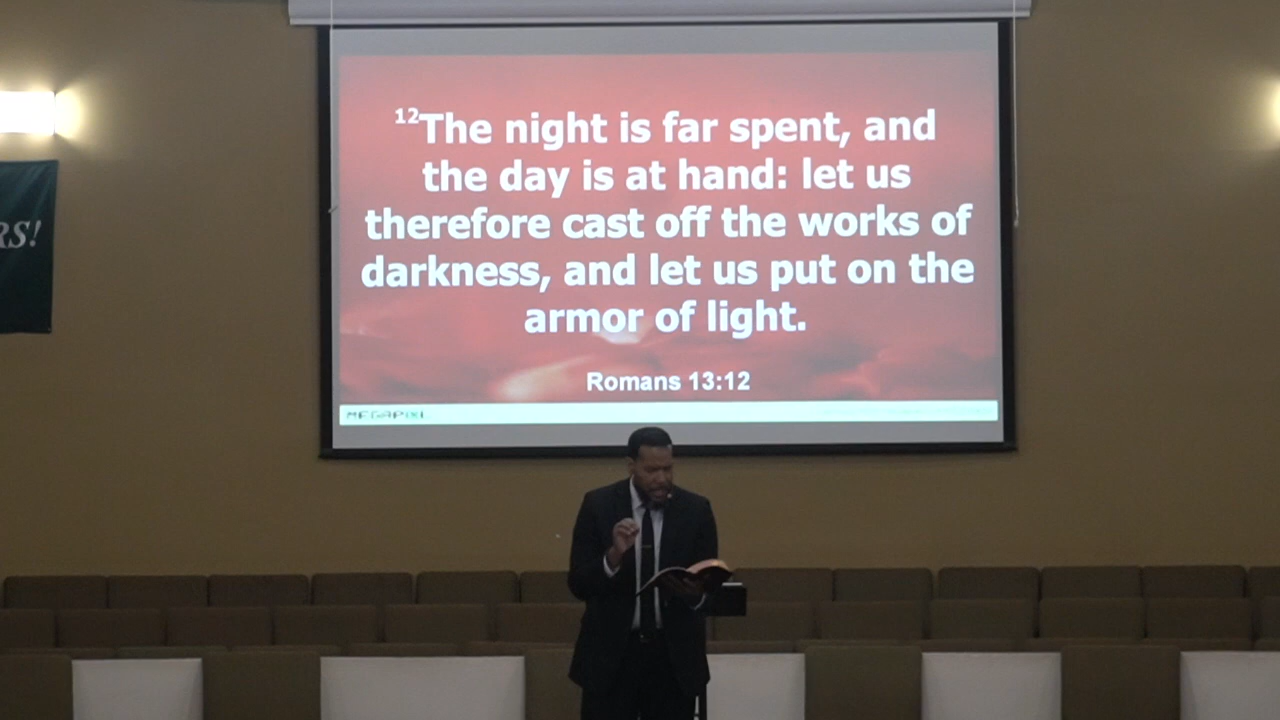 ¹²The night is far spent, and
the day is at hand: let us
therefore cast off the works of
darkness, and let us put on the
armor of light.
Romans 13:12
MEGAPIXL
RS!